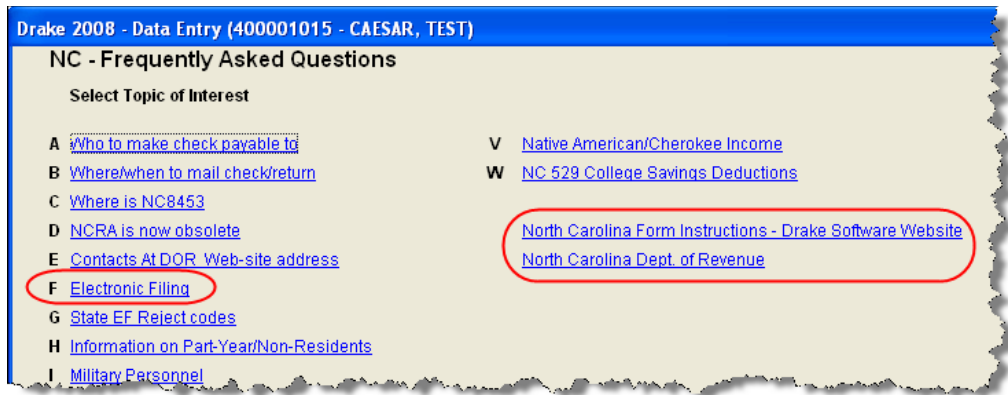 Drake 2008 - Data Entry (400001015 - CAESAR, TEST)
NC - Frequently Asked Questions
Select Topic of Interest
A Who to make check payable to
B Where/when to mail check/return
C Where is NC8453
D NCRA is now obsolete
E Contacts At DOR Web-site address
F Electronic Filing
G State EF Reject codes
H Information on Part-Year/Non-Residents
I Military Personnel
V Native American/Cherokee Income
W NC 529 College Savings Deductions
North Carolina Form Instructions - Drake Software Website
North Carolina Dept. of Revenue